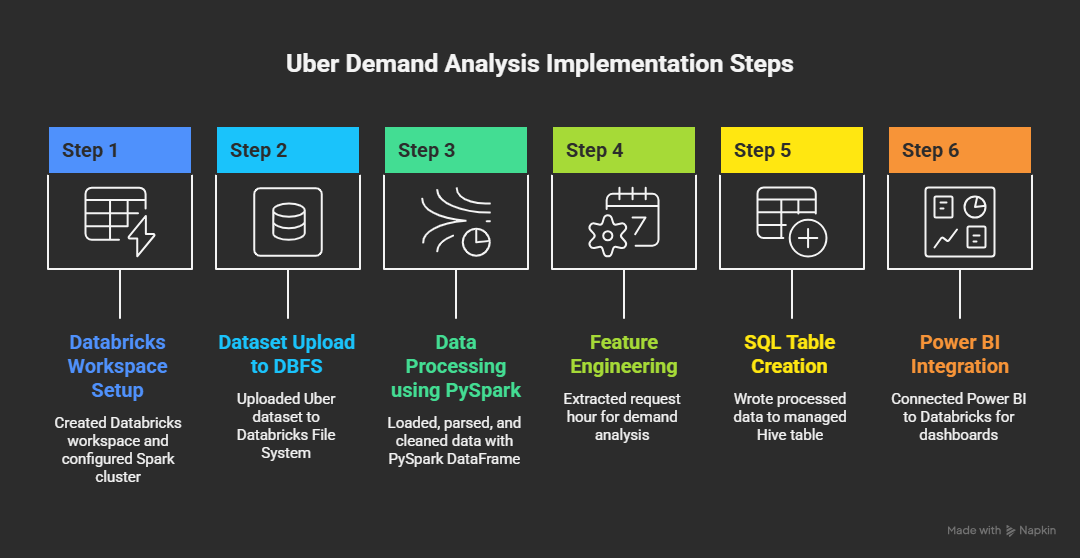 Uber Demand Analysis Implementation Steps
Step 1
Step 2
Step 3
Step 4
Step 5
Step 6
7
Databricks
Workspace
Setup
Created Databricks
workspace and
configured Spark
cluster
Dataset Upload
to DBFS
Uploaded Uber
dataset to
Databricks File
System
Data
Processing
using PySpark
Loaded, parsed, and
cleaned data with
PySpark DataFrame
Feature
Engineering
Extracted request
hour for demand
analysis
SQL Table
Creation
Wrote processed
data to managed
Hive table
Power BI
Integration
Connected Power BI
to Databricks for
dashboards
Made with Napkin